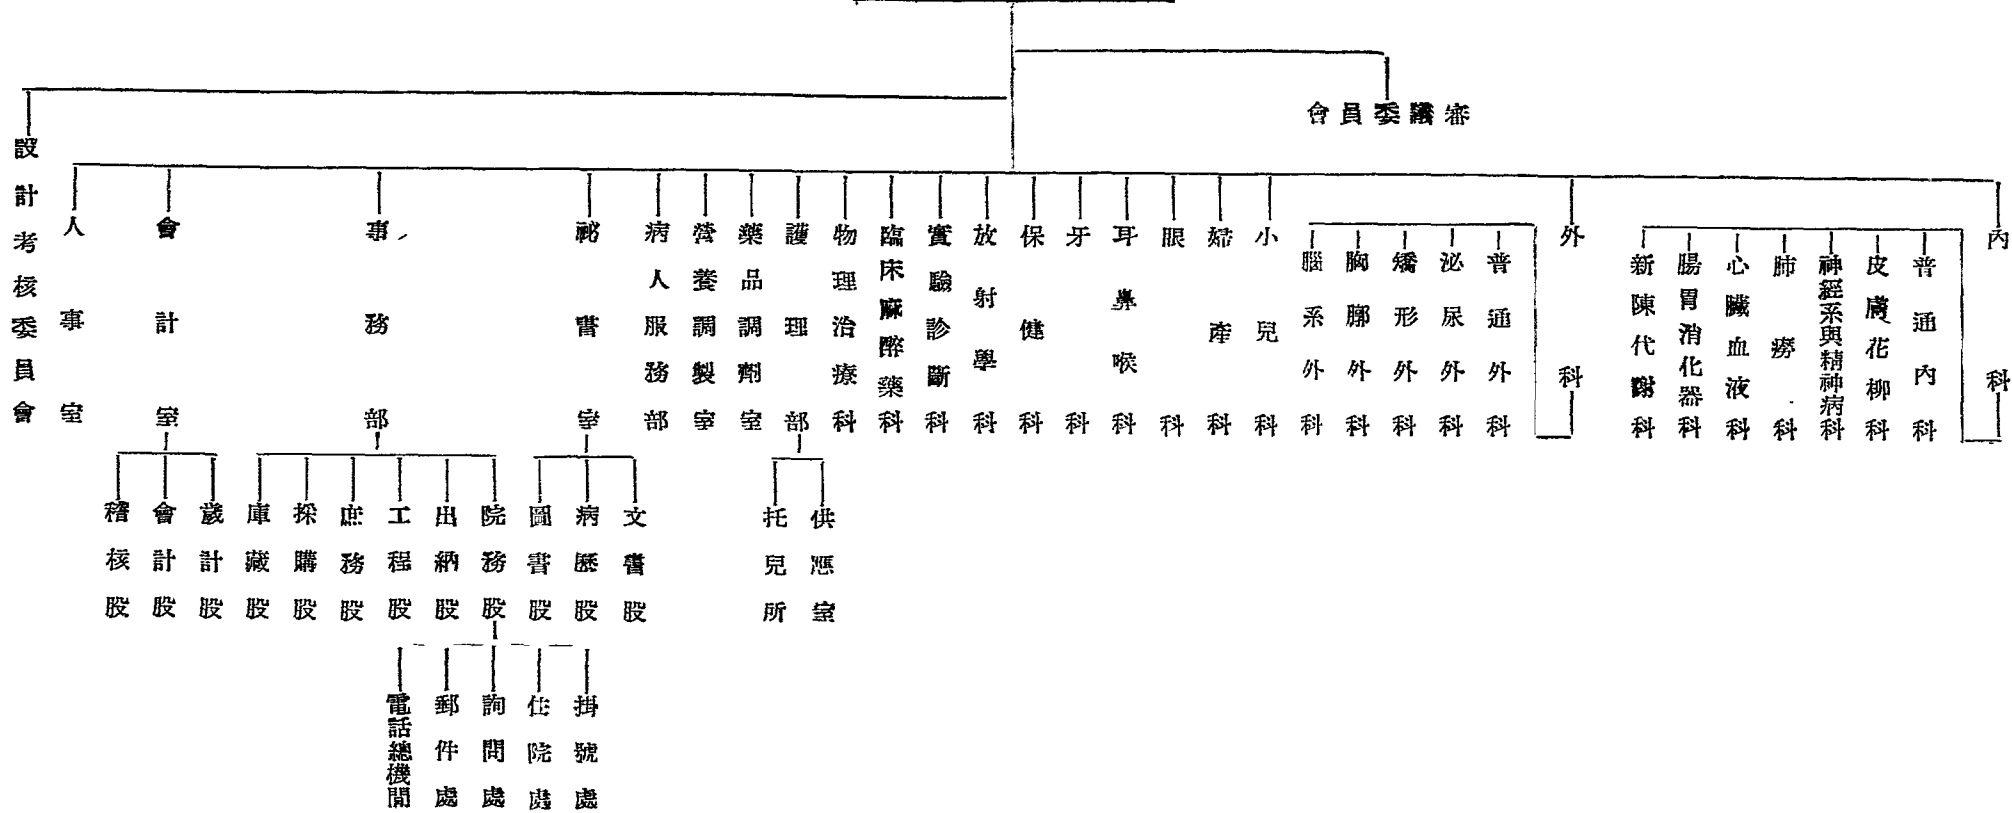 審議委員會
設計考核委員會
內科
普通內科
皮膚花柳科
神經系與精神病科
肺癆科
心臟血液科
腸胃消化器科
新陳代謝科
外科
普通外科
泌尿外科
矯形外科
胸膓外科
腦系外科
小兒科
婦產科
眼科
耳鼻喉科
牙科
保健科
放射學科
實驗診斷科
臨床麻醉藥科
物理治療科
護理部
藥品調劑室
營養調製室
病人服務部
祕書室
事務部
會計室
人事室
供應室
托兒所
文書股
病歷股
圖書股
院務股
出納股
工程股
庶務股
採購股
庫藏股
歲計股
會計股
稽核股
掛號處
住院處
詢問處
郵件處
電話總機間